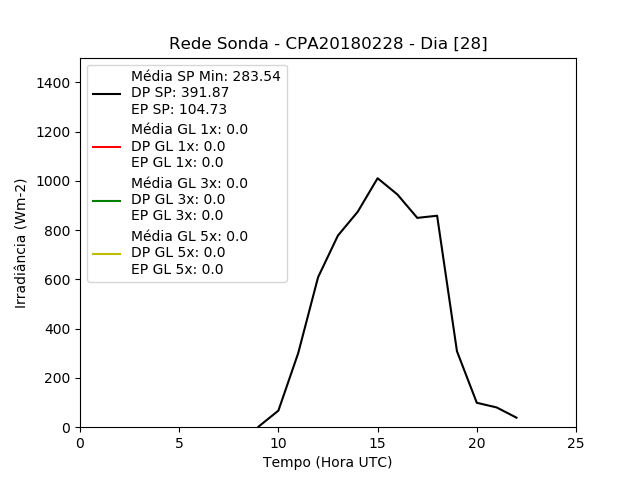 Rede Sonda - CPA20180228 - Dia [28]
Média SP Min: 283.54
DP SP: 391.87
EP SP: 104.73
Média GL 1x: 0.0
DP GL 1x: 0.0
EP GL 1x: 0.0
Média GL 3x: 0.0
DP GL 3x: 0.0
EP GL 3x: 0.0
Média GL 5x: 0.0
DP GL 5x: 0.0
EP GL 5x: 0.0
Irradiância (Wm-2)
1400
1200
1000
800
600
400
200
0
0 5 10 15 20 25
Tempo (Hora UTC)